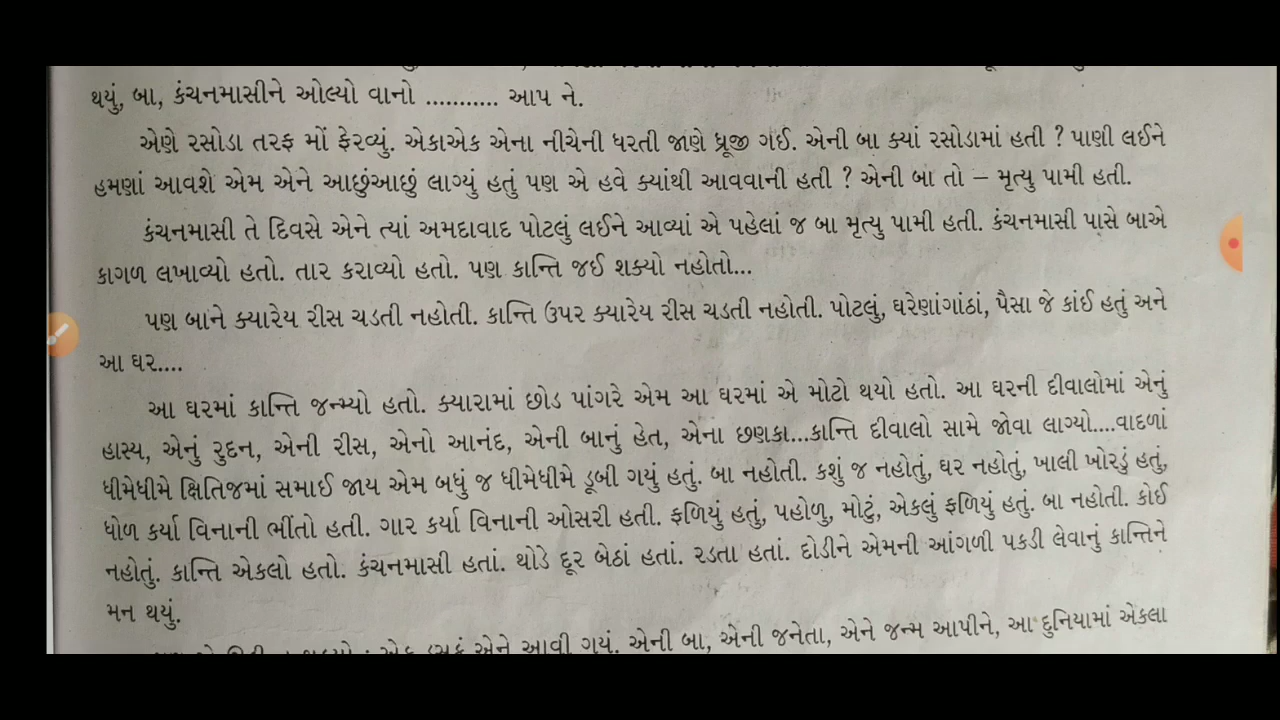 થયું, બા, કંચનમાસીને ઓલ્યો વાનો ........... આપ ને.
એણે રસોડા તરફ મોં ફેરવ્યું. એકાએક એના નીચેની ધરતી જાણે ધ્રૂજી ગઈ. એની બા ક્યાં રસોડામાં હતી ? પાણી લઈને
હમણાં આવશે એમ એને આછુંઆછું લાગ્યું હતું પણ એ હવે ક્યાંથી આવવાની હતી ? એની બા તો – મૃત્યુ પામી હતી.
કંચનમાસી તે દિવસે એને ત્યાં અમદાવાદ પોટલું લઈને આવ્યાં એ પહેલાં જ બા મૃત્યુ પામી હતી. કંચનમાસી પાસે બાએ
કાગળ લખાવ્યો હતો. તાર કરાવ્યો હતો. પણ કાન્તિ જઈ શક્યો નહોતો...
પણ બાને ક્યારેય રીસ ચડતી નહોતી. કાન્તિ ઉપર ક્યારેય રીસ ચડતી નહોતી. પોટલું, ઘરેણાંગાંઠાં, પૈસા જે કાંઈ હતું અને
આ ઘર....
આ ઘરમાં કાન્તિ જન્મ્યો હતો. ક્યારામાં છોડ પાંગરે એમ આ ઘરમાં એ મોટો થયો હતો. આ ઘરની દીવાલોમાં એનું
હાસ્ય, એનું રુદન, એની રીસ, એનો આનંદ, એની બાનું હેત, એના છણકા...કાન્તિ દીવાલો સામે જોવા લાગ્યો....વાદળાં
ધીમેધીમે ક્ષિતિજમાં સમાઈ જાય એમ બધું જ ધીમેધીમે ડૂબી ગયું હતું. બા નહોતી. કશું જ નહોતું, ઘર નહોતું, ખાલી ખોરડું હતું,
ધોળ કર્યા વિનાની ભીંતો હતી. ગાર કર્યા વિનાની ઓસરી હતી. ફળિયું હતું, પહોળુ, મોટું, એકલું ફળિયું હતું. બા નહોતી. કોઈ
નહોતું. કાન્તિ એકલો હતો. કંચનમાસી હતાં. થોડે દૂર બેઠાં હતાં. રડતા હતાં. દોડીને એમની આંગળી પકડી લેવાનું કાન્તિને
મન થયું.
એને આવી ગયું. એની બા, એની જનેતા, એને જન્મ આપીને, આ દુનિયામાં એકલા